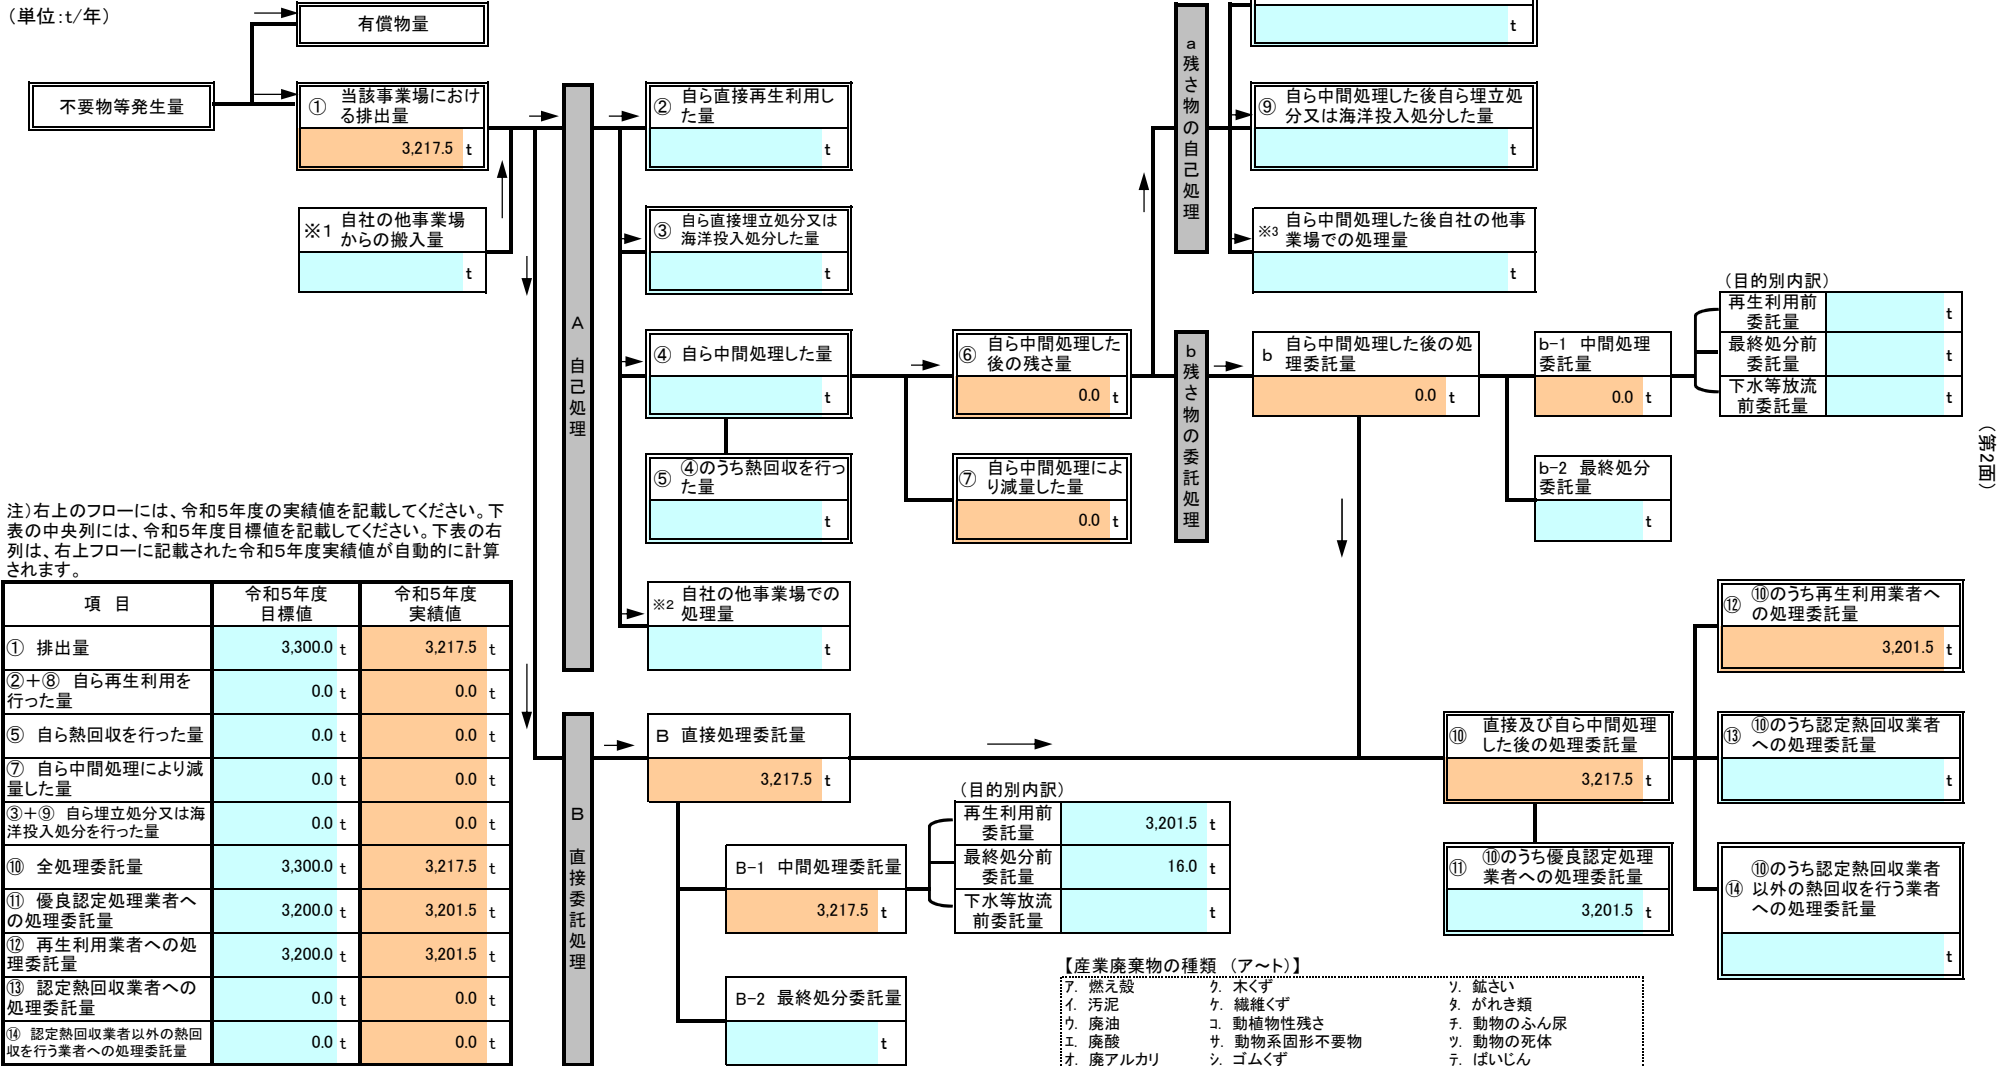 (単位:t/年)
有償物量
不要物等発生量
① 当該事業場におけ
る排出量
3,217.5 t
※1 自社の他事業場
からの搬入量
t
A 自己処理
② 自ら直接再生利用し
た量
t
③ 自ら直接埋立処分又は
海洋投入処分した量
t
④ 自ら中間処理した量
t
⑤ ④のうち熱回収を行っ
た量
t
※2 自社の他事業場での
処理量
t
⑥ 自ら中間処理した
後の残さ量
0.0 t
⑦ 自ら中間処理によ
り減量した量
0.0 t
a残さ物の自己処理
t
⑨ 自ら中間処理した後自ら埋立処
分又は海洋投入処分した量
t
※3 自ら中間処理した後自社の他事
業場での処理量
t
b残さ物の委託処理
b 自ら中間処理した後の処
理委託量
0.0 t
b-1 中間処理
委託量
0.0 t
b-2 最終処分
委託量
t
(目的別内訳)
再生利用前
委託量
t
最終処分前
委託量
t
下水等放流
前委託量
t
(第2面)
注)右上のフローには、令和5年度の実績値を記載してください。下
表の中央列には、令和5年度目標値を記載してください。下表の右
列は、右上フローに記載された令和5年度実績値が自動的に計算
されます。
項 目
令和5年度
目標値
令和5年度
実績値
① 排出量 3,300.0 t 3,217.5 t
②+⑧ 自ら再生利用を
行った量
0.0 t 0.0 t
⑤ 自ら熱回収を行った量 0.0 t 0.0 t
⑦ 自ら中間処理により減
量した量
0.0 t 0.0 t
③+⑨ 自ら埋立処分又は海
洋投入処分を行った量
0.0 t 0.0 t
⑩ 全処理委託量 3,300.0 t 3,217.5 t
⑪ 優良認定処理業者へ
の処理委託量
3,200.0 t 3,201.5 t
⑫ 再生利用業者への処
理委託量
3,200.0 t 3,201.5 t
⑬ 認定熱回収業者への
処理委託量
0.0 t 0.0 t
⑭ 認定熱回収業者以外の熱回
収を行う業者への処理委託量
0.0 t 0.0 t
B 直接委託処理
B 直接処理委託量
3,217.5 t
B-1 中間処理委託量
3,217.5 t
B-2 最終処分委託量
t
(目的別内訳)
再生利用前
委託量
3,201.5 t
最終処分前
委託量
16.0 t
下水等放流
前委託量
t
⑩ 直接及び自ら中間処理
した後の処理委託量
3,217.5 t
⑪ ⑩のうち優良認定処理
業者への処理委託量
3,201.5 t
⑫ ⑩のうち再生利用業者へ
の処理委託量
3,201.5 t
⑬ ⑩のうち認定熱回収業者
への処理委託量
t
⑭ ⑩のうち認定熱回収業者
以外の熱回収を行う業者
への処理委託量
t
【産業廃棄物の種類 (ア~ト)】
ア. 燃え殻 ク. 木くず ソ. 鉱さい
イ. 汚泥 ケ. 繊維くず タ. がれき類
ウ. 廃油 コ. 動植物性残さ チ. 動物のふん尿
エ. 廃酸 サ. 動物系固形不要物 ツ. 動物の死体
オ. 廃アルカリ シ. ゴムくず テ. ばいじん